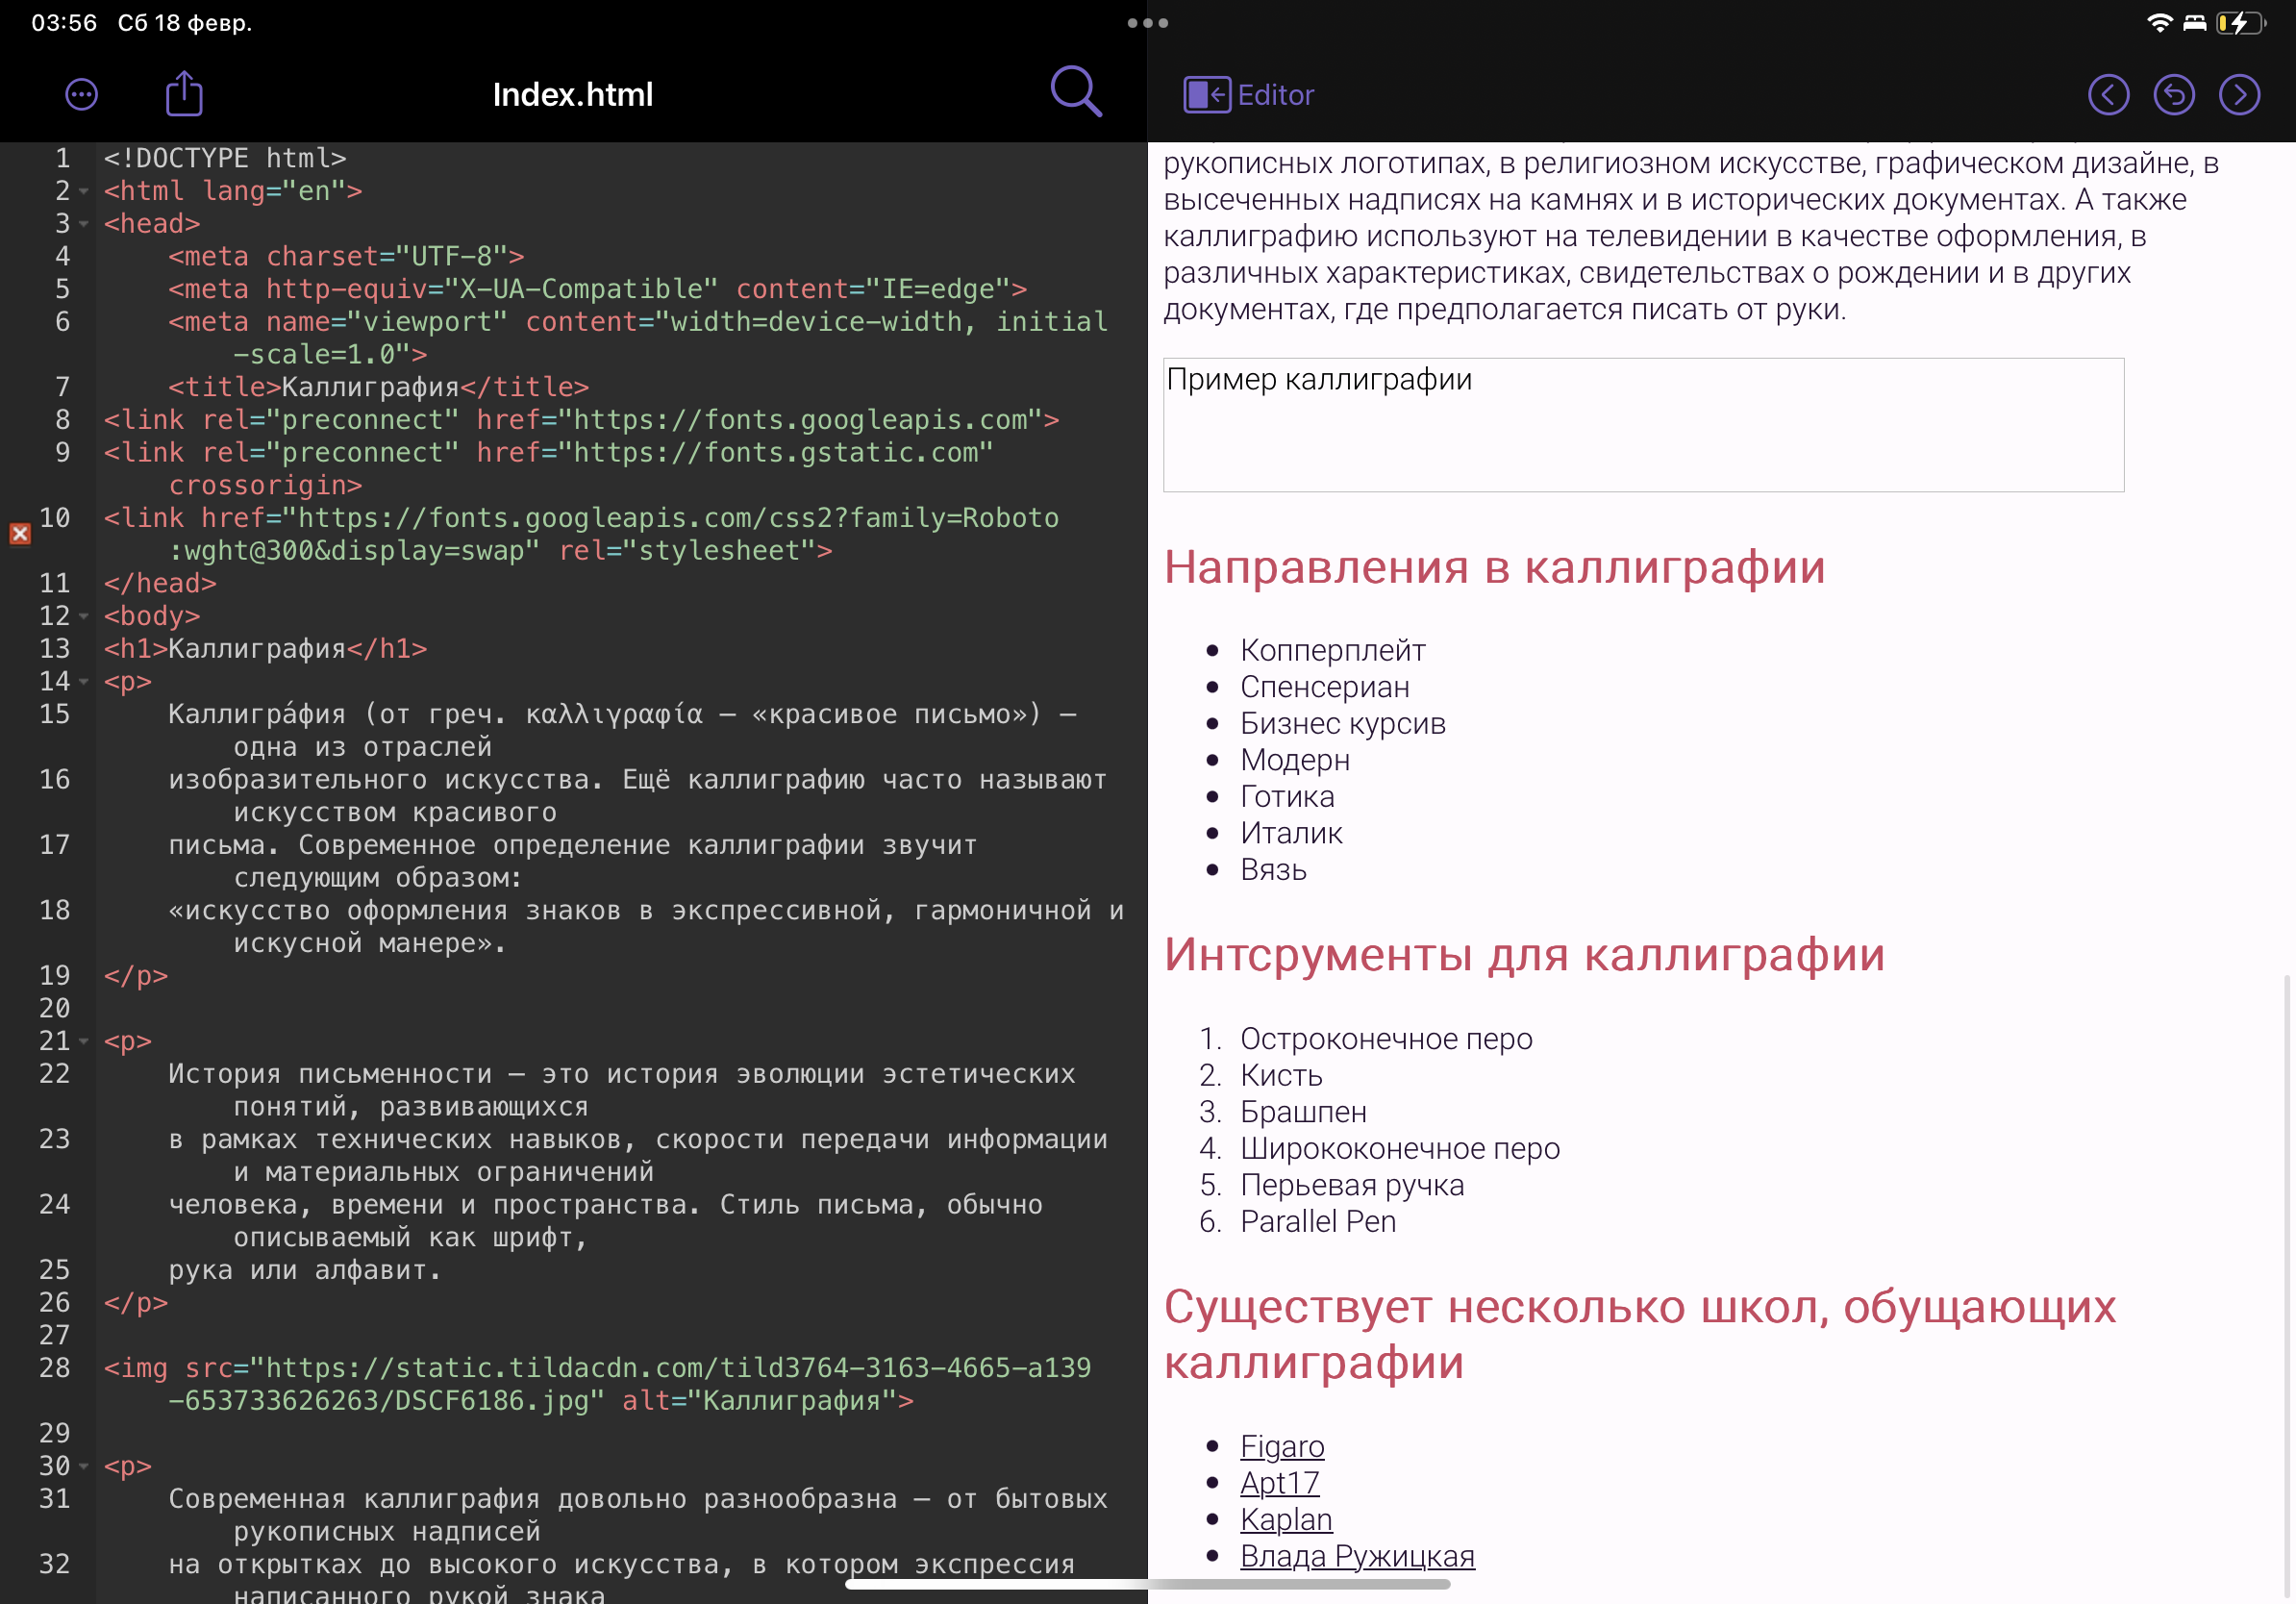 03:56 Сб 18 февр.
Index.html
Editor
1 <!DOCTYPE html>
2 <html lang="en">
3 <head>
4 <meta charset="UTF-8">
5 <meta http-equiv="X-UA-Compatible" content="IE=edge">
6 <meta name="viewport" content="width=device-width, initial
-scale=1.0">
7 <title>Каллиграфия</title>
8 <link rel="preconnect" href="https://fonts.googleapis.com">
9 <link rel="preconnect" href="https://fonts.gstatic.com"
crossorigin>
10 <link href="https://fonts.googleapis.com/css2?family=Roboto
:wght@300&display=swap" rel="stylesheet">
11 </head>
12 <body>
13 <h1>Каллиграфия</h1>
14 <p>
15 Каллигра́фия (от греч. καλλιγραφία — «красивое письмо») —
одна из отраслей
16 изобразительного искусства. Ещё каллиграфию часто называют
искусством красивого
17 письма. Современное определение каллиграфии звучит
следующим образом:
18 «искусство оформления знаков в экспрессивной, гармоничной и
искусной манере».
19 </p>
20
21 <p>
22 История письменности — это история эволюции эстетических
понятий, развивающихся
23 в рамках технических навыков, скорости передачи информации
и материальных ограничений
24 человека, времени и пространства. Стиль письма, обычно
описываемый как шрифт,
25 рука или алфавит.
26 </p>
27
28 <img src="https://static.tildacdn.com/tild3764-3163-4665-a139
-653733626263/DSCF6186.jpg" alt="Каллиграфия">
29
30 <p>
31 Современная каллиграфия довольно разнообразна — от бытовых
рукописных надписей
32 на открытках до высокого искусства, в котором экспрессия
написанного рукой знака
рукописных логотипах, в религиозном искусстве, графическом дизайне, в
высеченных надписях на камнях и в исторических документах. А также
каллиграфию используют на телевидении в качестве оформления, в
различных характеристиках, свидетельствах о рождении и в других
документах, где предполагается писать от руки.
Пример каллиграфии
Направления в каллиграфии
Копперплейт
Спенсериан
Бизнес курсив
Модерн
Готика
Италик
Вязь
Интсрументы для каллиграфии
1. Остроконечное перо
2. Кисть
3. Брашпен
4. Ширококонечное перо
5. Перьевая ручка
6. Parallel Pen
Существует несколько школ, обущающих
каллиграфии
Figaro
Apt17
Kaplan
Влада Ружицкая